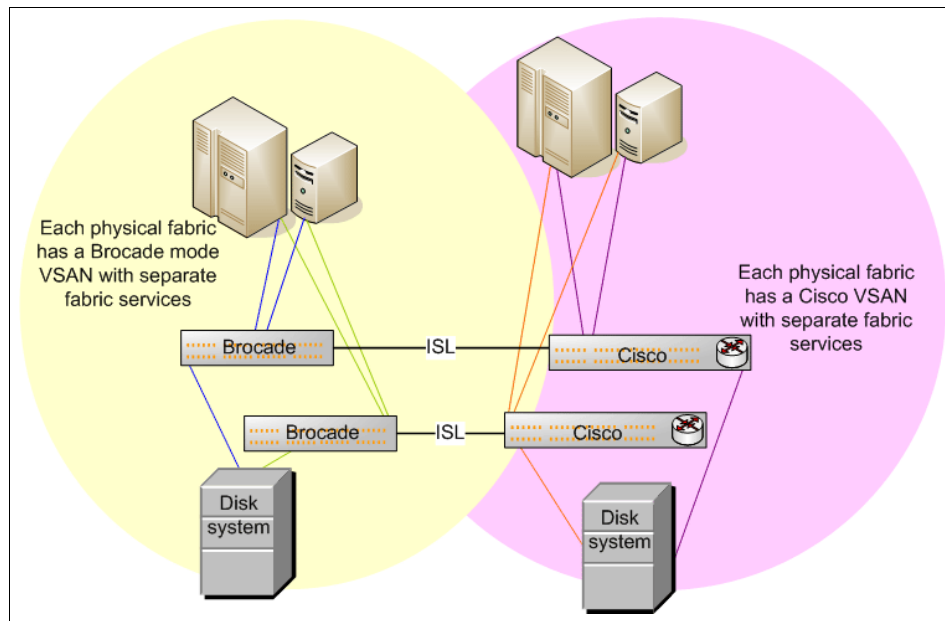 Each physical fabric
has a Brocade mode
VSAN with separate
fabric services
Each physical fabric
has a Cisco VSAN
with separate fabric
services
Brocade
ISL
Cisco
Brocade
ISL
Cisco
Disk
system
Disk
system